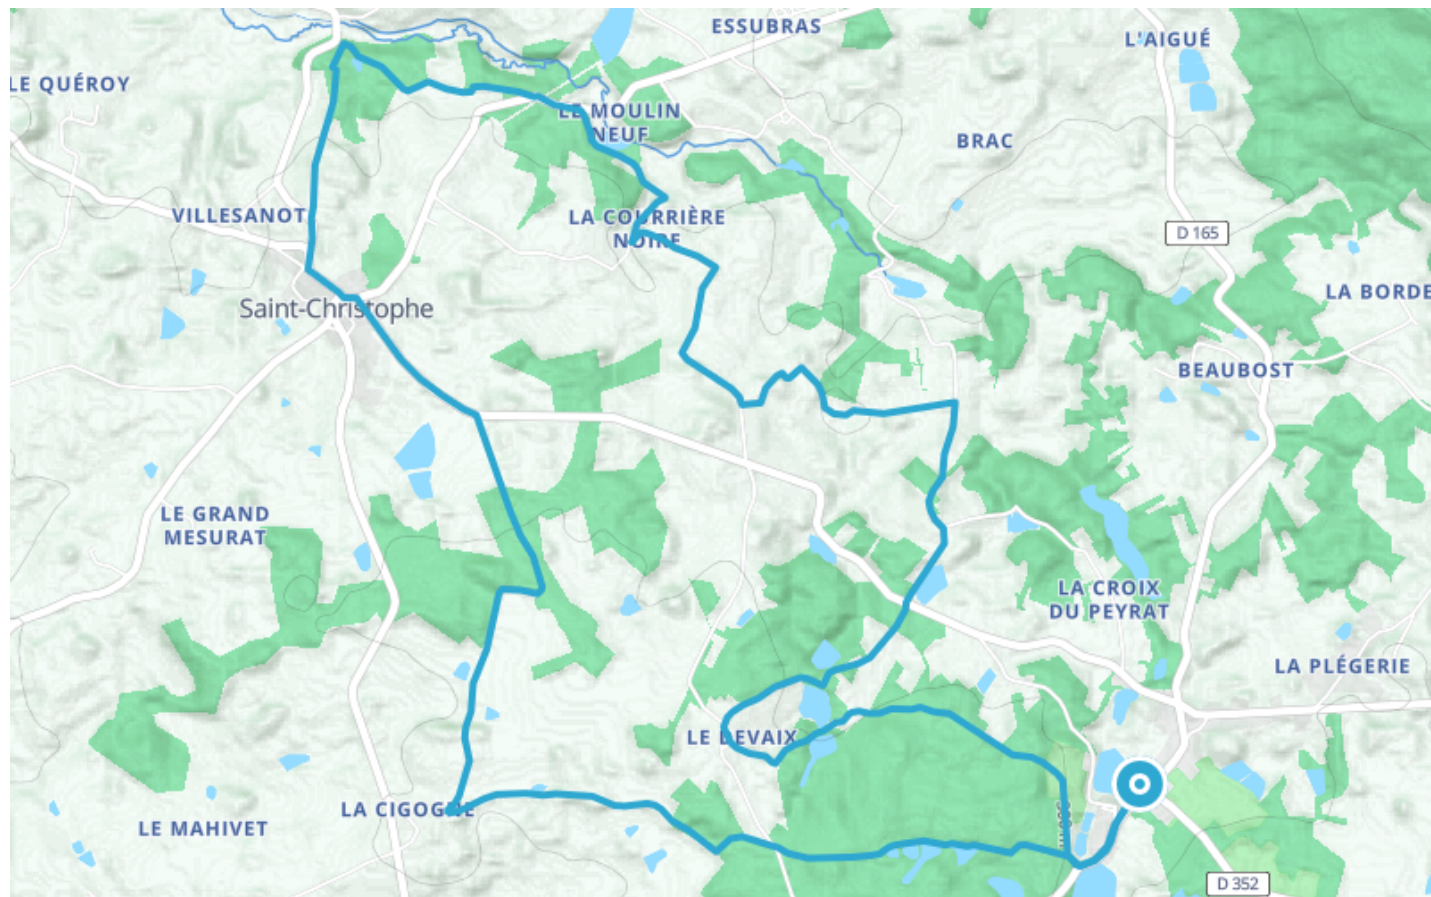 ESSUBRAS
L'AIGUÉ
LE QUÉROY
LE MOULIN
NEUF
BRAC
VILLESANOT
LA COURRIÈRE
NOIRE
D 165
LA BORDE
Saint-Christophe
BEAUBOST
LE GRAND
MESURAT
LA CROIX
DU PEYRAT
LA PLÉGERIE
LE DEVAIX
LA CIGOGNE
LE MAHIVET
D 352